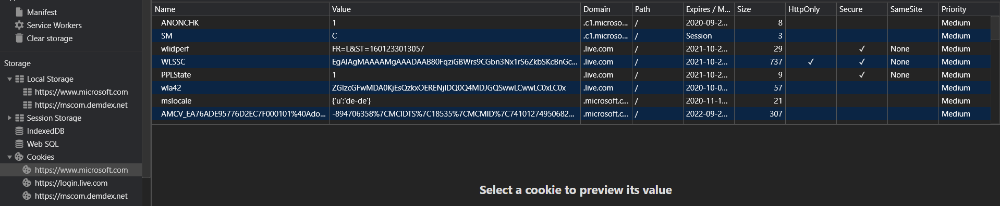 Manifest
Service Workers
Clear storage
Storage
Local Storage
https://www.microsoft.com
https://mscom.demdex.net
Session Storage
IndexedDB
Web SQL
Cookies
https://www.microsoft.com
https://login.live.com
https://mscom.demdex.net
Name Value Domain Path Expires / M... Size HttpOnly Secure SameSite Priority
ANONCHK 1 .c1.microso... / 2020-09-2... 8 Medium
SM C .c1.microso... / Session 3 Medium
wlidperf FR=L&ST=1601233013057 .live.com / 2021-10-2... 29 ✓ None Medium
WLSSC EgAlAgMAAAAMgAAADAAB80FqziGBWrs9CGbn3Nx1rS6ZkbSKcBnGc... .live.com / 2021-10-2... 737 ✓ ✓ None Medium
PPLState 1 .live.com / 2021-10-2... 9 ✓ None Medium
wla42 ZGlzcGFwMDA0KjEsQzkxOERENjlDQ0Q4MDJGQSwwLCwwLC0xLC0x .live.com / 2020-10-0... 57 Medium
mslocale {'u':'de-de'} .microsoft.c... / 2020-11-1... 21 Medium
AMCV_EA76ADE95776D2EC7F000101%40Ado... -894706358%7CMCIDTS%7C18535%7CMCMID%7C74101274950682... .microsoft.c... / 2022-09-2... 307 Medium
Select a cookie to preview its value